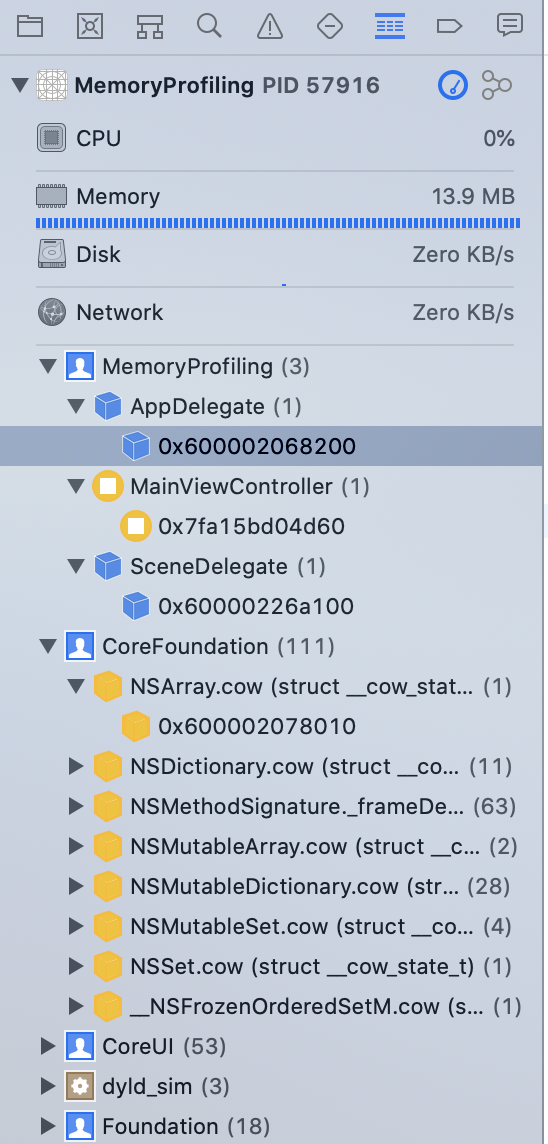 MemoryProfiling PID 57916
CPU 0%
Memory 13.9 MB
Disk Zero KB/s
Network Zero KB/s
MemoryProfiling (3)
AppDelegate (1)
0x600002068200
MainViewController (1)
0x7fa15bd04d60
SceneDelegate (1)
0x60000226a100
CoreFoundation (111)
NSArray.cow (struct __cow_stat... (1)
0x600002078010
NSDictionary.cow (struct __co... (11)
NSMethodSignature._frameDe... (63)
NSMutableArray.cow (struct __c... (2)
NSMutableDictionary.cow (str... (28)
NSMutableSet.cow (struct __co... (4)
NSSet.cow (struct __cow_state_t) (1)
__NSFrozenOrderedSetM.cow (s... (1)
CoreUI (53)
dyld_sim (3)
Foundation (18)